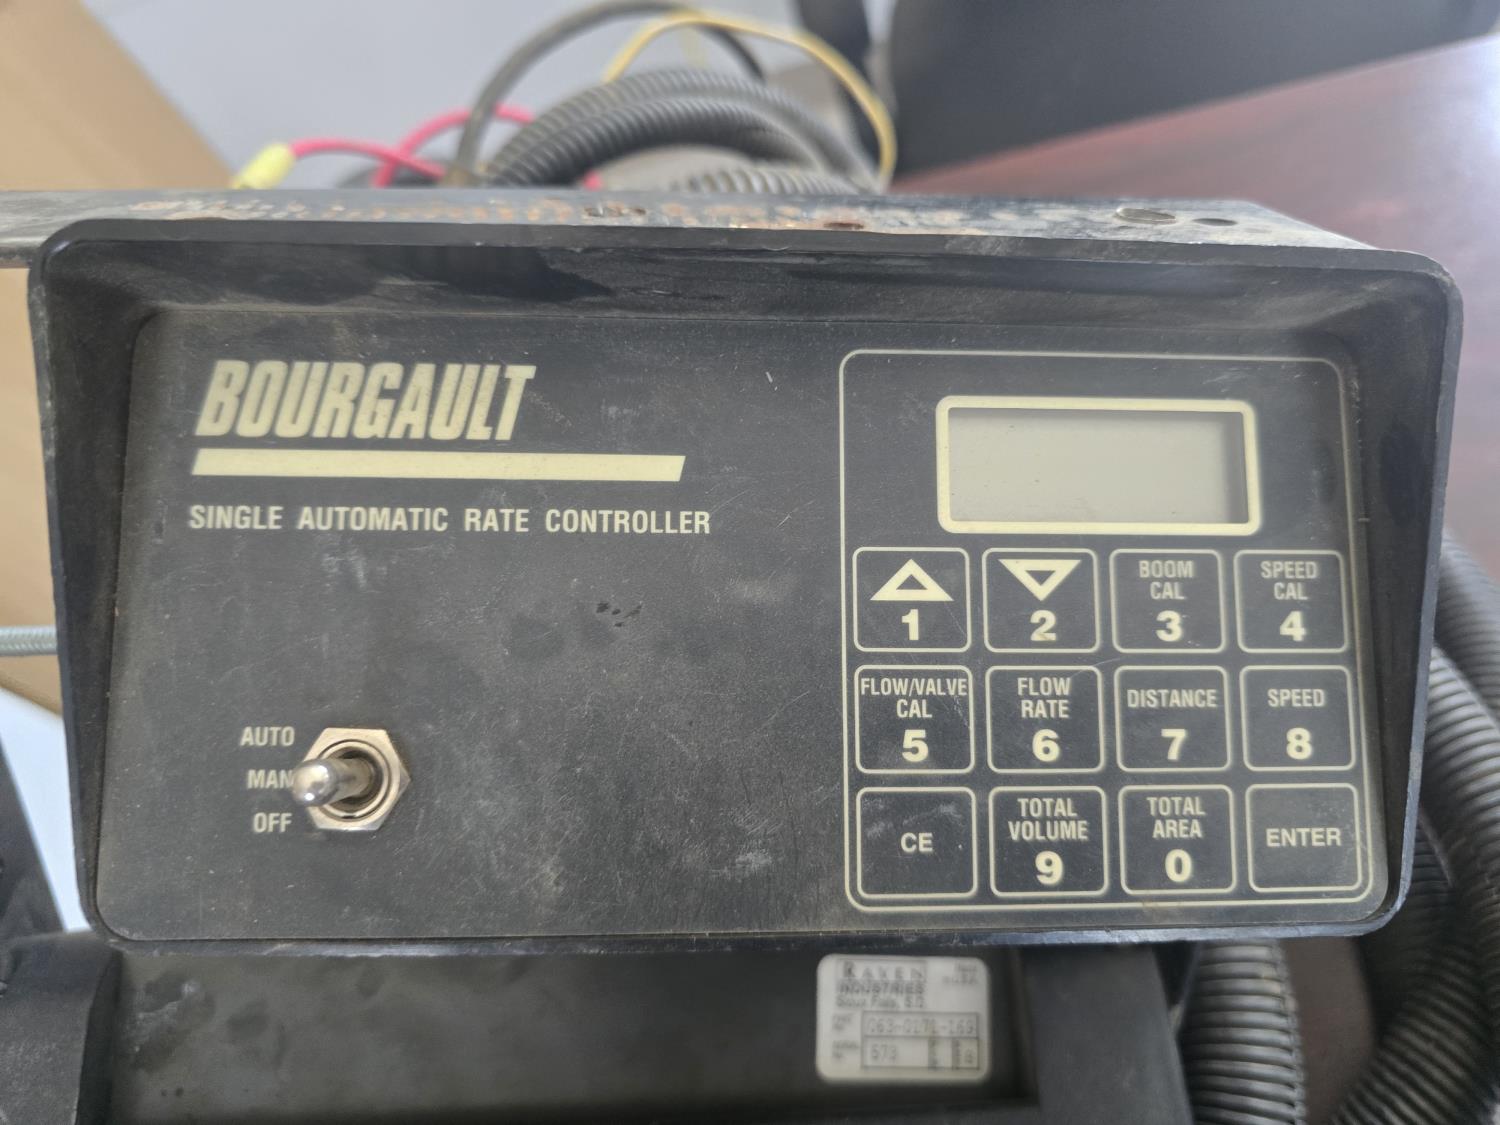 BOURGAULT
SINGLE AUTOMATIC RATE CONTROLLER
AUTO
MAN
OFF
1
2
BOOM CAL 3
SPEED CAL 4
FLOW/VALVE CAL 5
FLOW RATE 6
DISTANCE 7
SPEED 8
CE
TOTAL VOLUME 9
TOTAL AREA 0
ENTER
RAVEN
INDUSTRIES
Sioux Falls, S.D.
063-0171-169
573